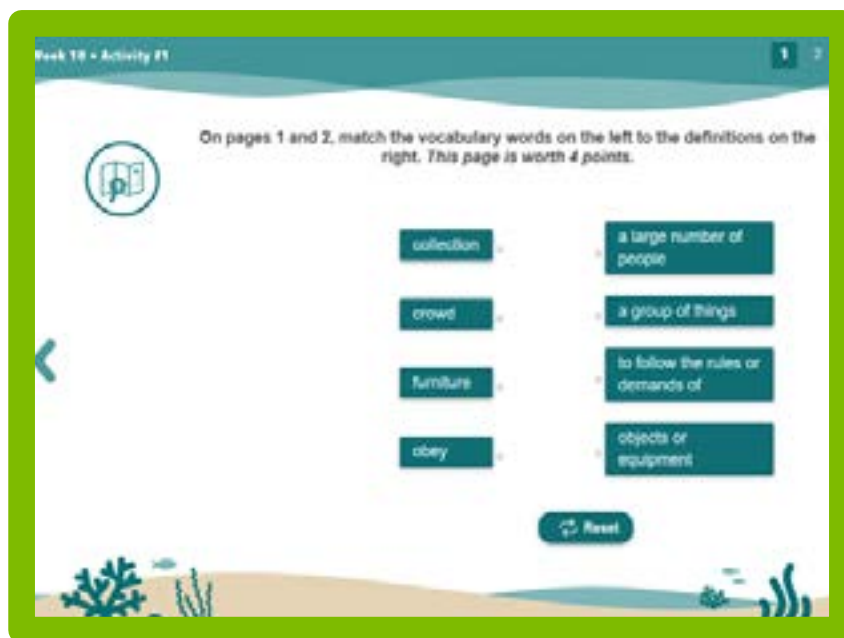 Week 18 • Activity #1
1 2
On pages 1 and 2, match the vocabulary words on the left to the definitions on the
right. This page is worth 4 points.
collection
a large number of
people
crowd
a group of things
furniture
to follow the rules or
demands of
obey
objects or
equipment
Reset